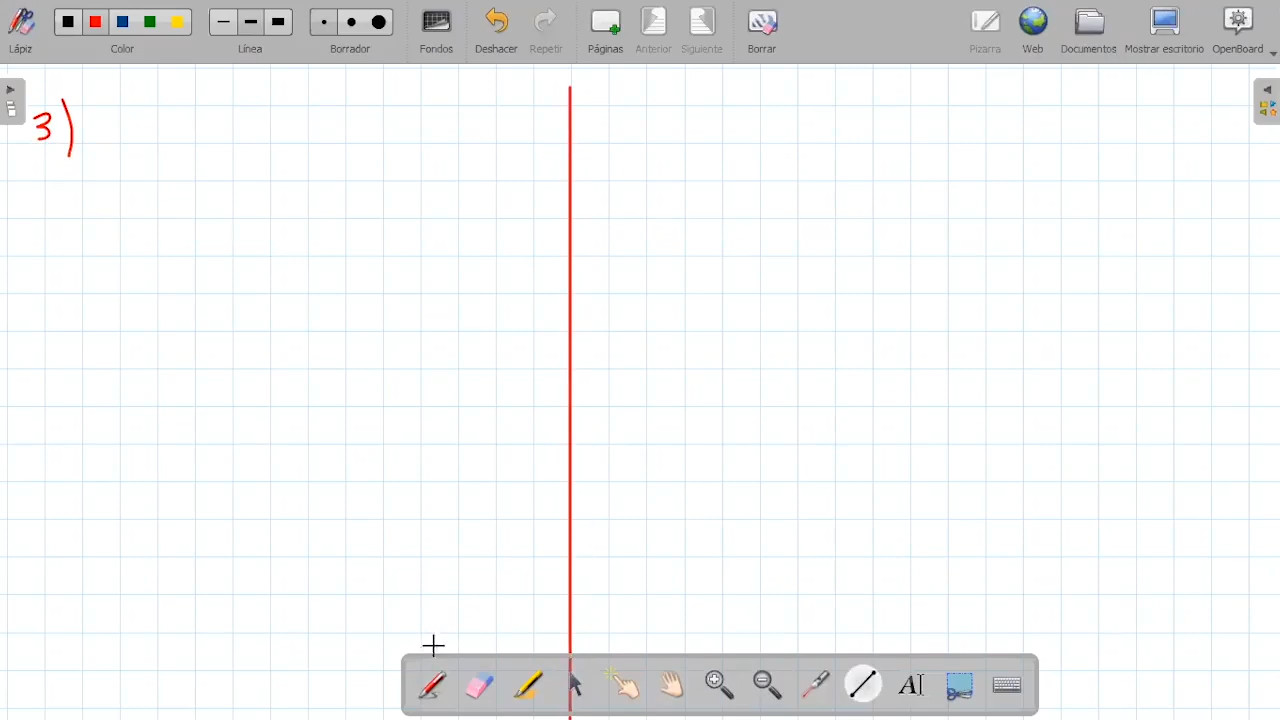 Lápiz Color Línea Borrador Fondos Deshacer Repetir Páginas Anterior Siguiente Borrar Pizarra Web Documentos Mostrar escritorio OpenBoard
3)
A